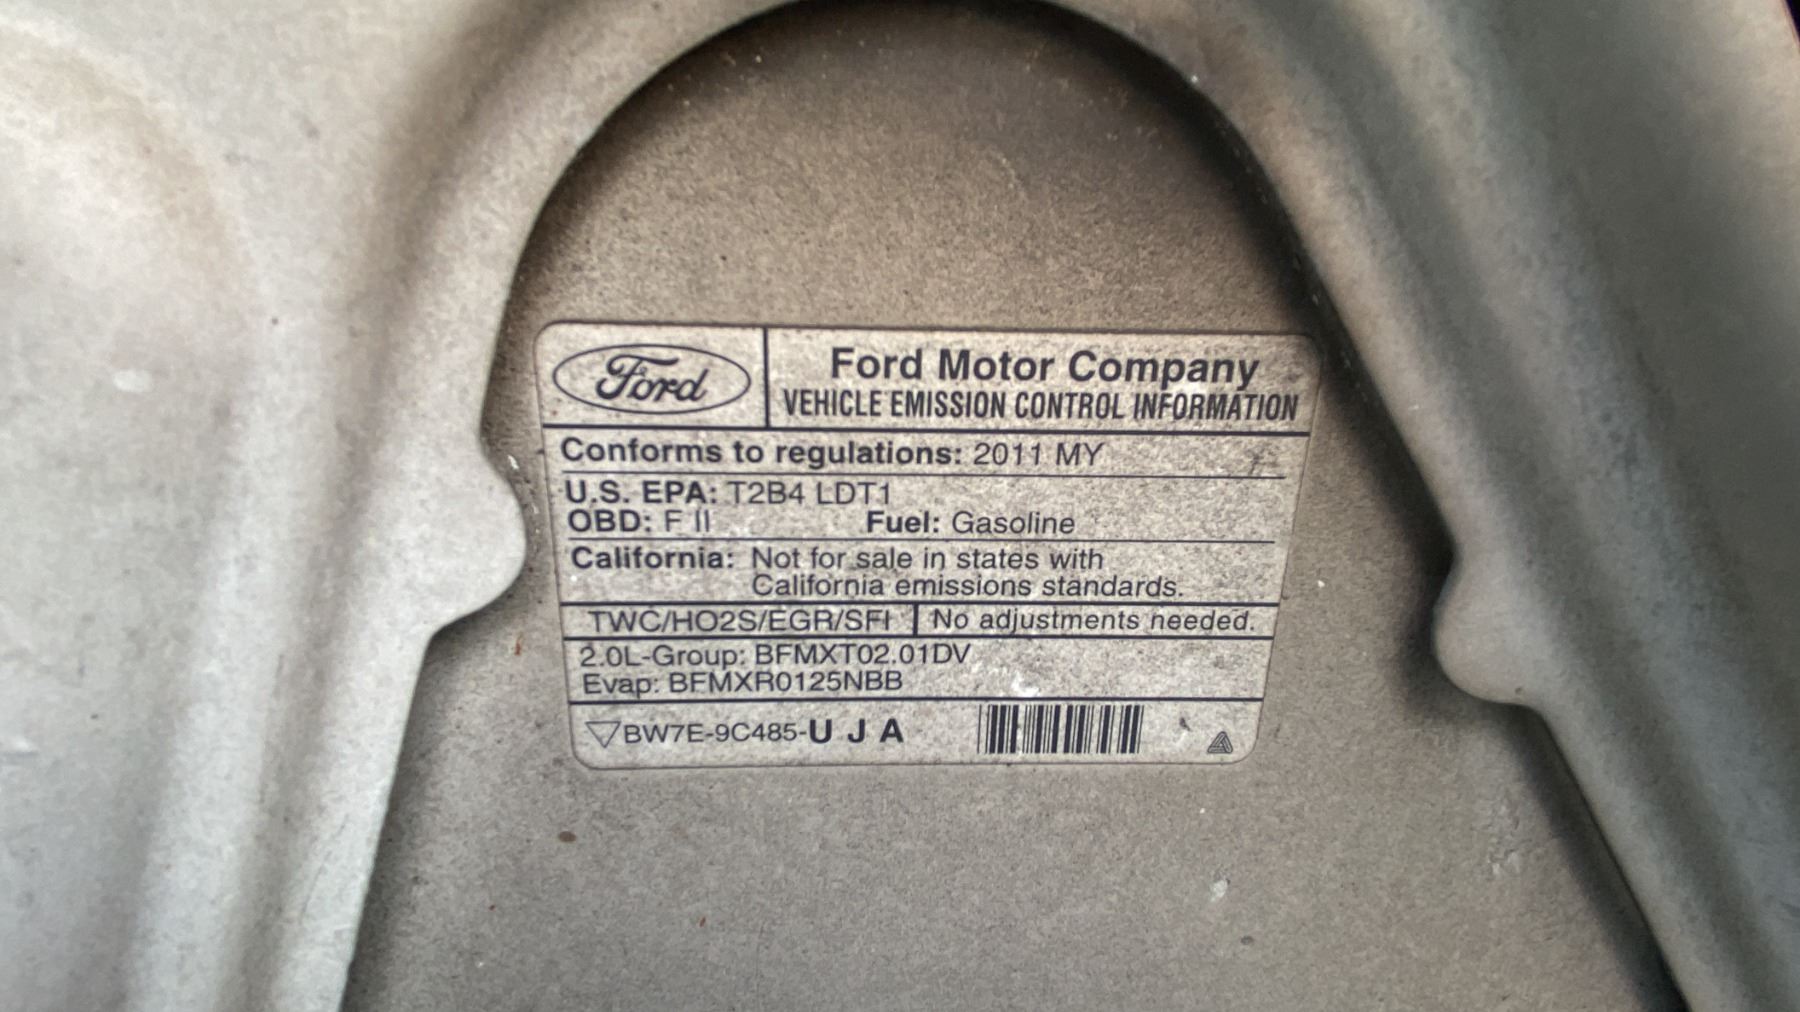 Ford
Ford Motor Company
VEHICLE EMISSION CONTROL INFORMATION
Conforms to regulations: 2011 MY
U.S. EPA: T2B4 LDT1
OBD: F II Fuel: Gasoline
California: Not for sale in states with
California emissions standards.
TWC/HO2S/EGR/SFI No adjustments needed.
2.0L-Group: BFMXT02.01DV
Evap: BFMXR0125NBB
BW7E-9C485-U J A